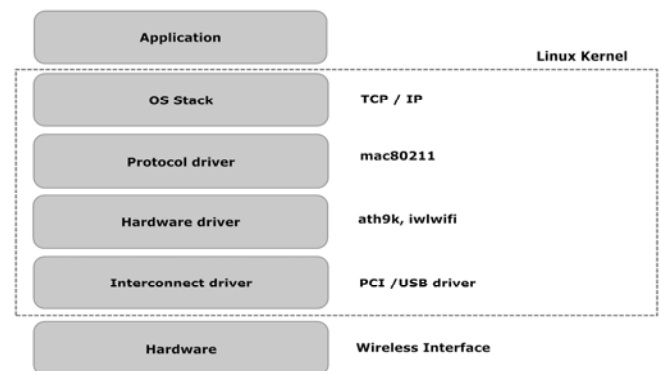 Application
Linux Kernel
OS Stack TCP / IP
Protocol driver mac80211
Hardware driver ath9k, iwlwifi
Interconnect driver PCI /USB driver
Hardware Wireless Interface